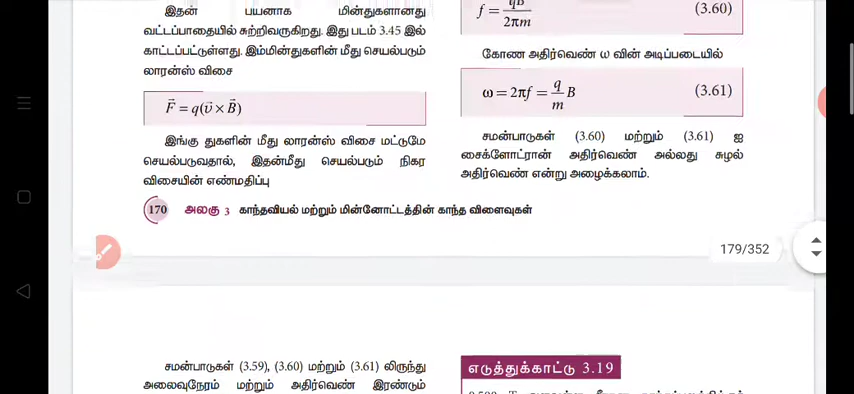 இதன் பயனாக மின்துகளானது
வட்டப்பாதையில் சுற்றிவருகிறது. இது படம் 3.45 இல்
காட்டப்பட்டுள்ளது. இம்மின்துகளின் மீது செயல்படும்
லாரன்ஸ் விசை
F⃗ = q(υ⃗ × B⃗)
இங்கு துகளின் மீது லாரன்ஸ் விசை மட்டுமே
செயல்படுவதால், இதன்மீது செயல்படும் நிகர
விசையின் எண்மதிப்பு
f = qB / 2πm (3.60)
கோண அதிர்வெண் ω வின் அடிப்படையில்
ω = 2πf = q/m B (3.61)
சமன்பாடுகள் (3.60) மற்றும் (3.61) ஐ
சைக்ளோட்ரான் அதிர்வெண் அல்லது சுழல்
அதிர்வெண் என்று அழைக்கலாம்.
170 அலகு 3 காந்தவியல் மற்றும் மின்னோட்டத்தின் காந்த விளைவுகள்
179/352
சமன்பாடுகள் (3.59), (3.60) மற்றும் (3.61) லிருந்து
அலைவுநேரம் மற்றும் அதிர்வெண் இரண்டும்
எடுத்துக்காட்டு 3.19